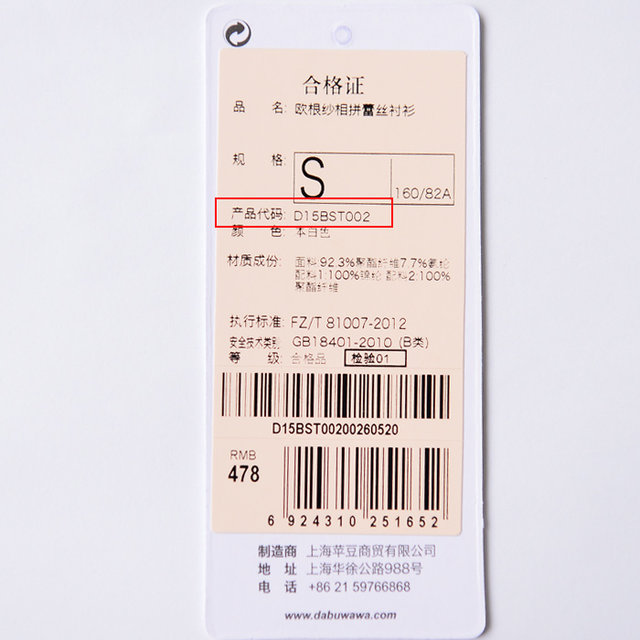 合格证
品 名: 欧根纱相拼蕾丝衬衫
规 格: S 160/82A
产品代码: D15BST002
颜 色: 本白色
材质成份: 面料:92.3%聚酯纤维7.7%氨纶
配料1:100%锦纶 配料2:100%
聚酯纤维
执行标准: FZ/T 81007-2012
安全技术类别: GB18401-2010 (B类)
等 级: 合格品 检验01
D15BST00200260520
RMB
478
6 924310 251652
制造商 上海苹豆商贸有限公司
地 址 上海华徐公路988号
电 话 +86 21 59766868
www.dabuwawa.com